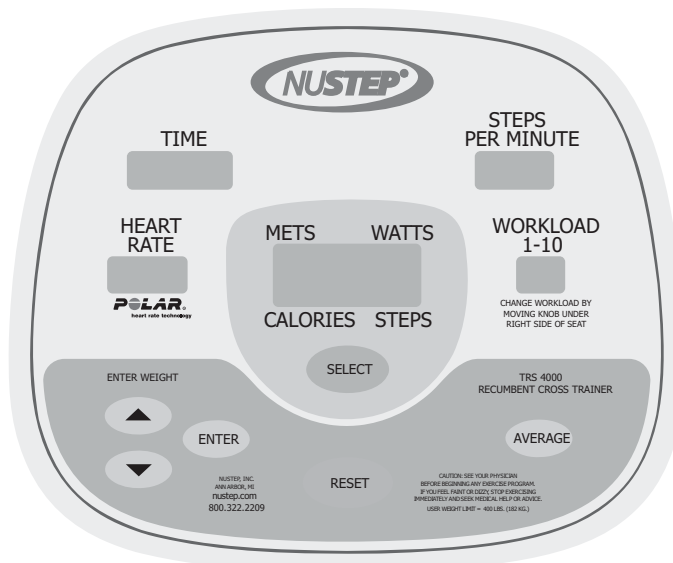 NUSTEP®
TIME
STEPS
PER MINUTE
HEART
RATE
POLAR®
heart rate technology
METS WATTS
CALORIES STEPS
SELECT
WORKLOAD
1-10
CHANGE WORKLOAD BY
MOVING KNOB UNDER
RIGHT SIDE OF SEAT
ENTER WEIGHT
ENTER
NUSTEP, INC.
ANN ARBOR, MI
nustep.com
800.322.2209
RESET
TRS 4000
RECUMBENT CROSS TRAINER
AVERAGE
CAUTION: SEE YOUR PHYSICIAN
BEFORE BEGINNING ANY EXERCISE PROGRAM.
IF YOU FEEL FAINT OR DIZZY, STOP EXERCISING
IMMEDIATELY AND SEEK MEDICAL HELP OR ADVICE.
USER WEIGHT LIMIT = 400 LBS. (182 KG.)